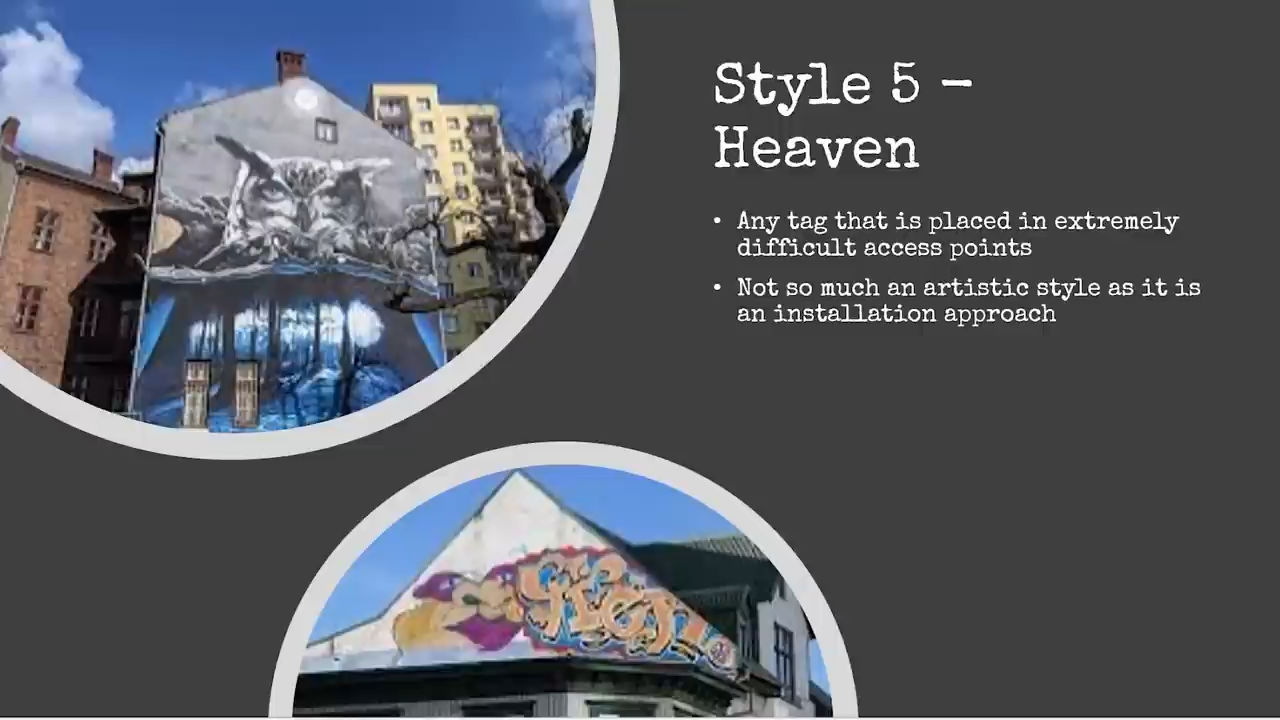 Style 5 –
Heaven
• Any tag that is placed in extremely
difficult access points
• Not so much an artistic style as it is
an installation approach